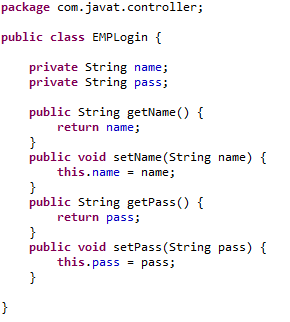 package com.javat.controller;
public class EMPLogin {
private String name;
private String pass;
public String getName() {
return name;
}
public void setName(String name) {
this.name = name;
}
public String getPass() {
return pass;
}
public void setPass(String pass) {
this.pass = pass;
}
}